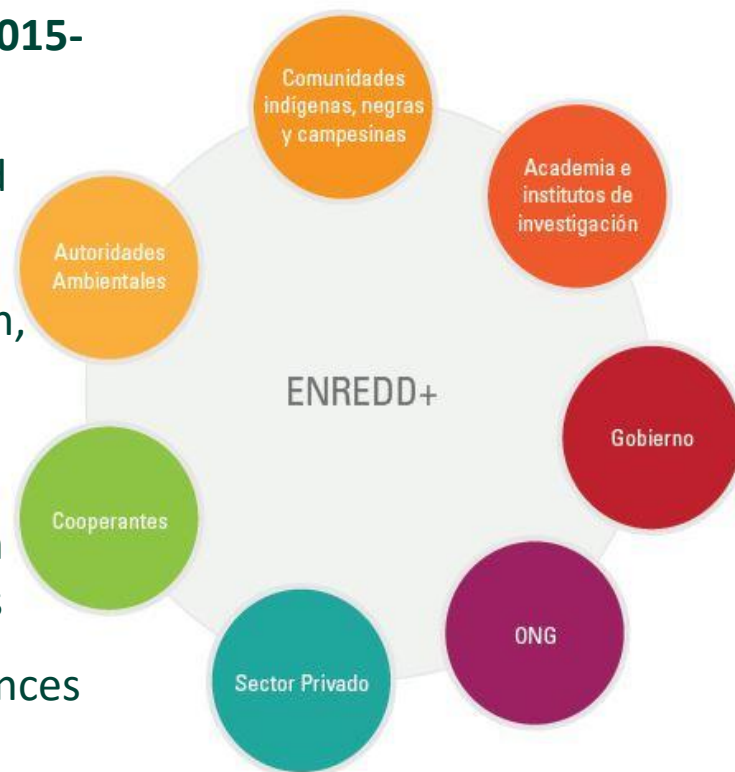 015-
Comunidades
indígenas, negras
y campesinas
Academia e
institutos de
investigación
Autoridades
Ambientales
ENREDD+
Gobierno
Cooperantes
ONG
Sector Privado
nces